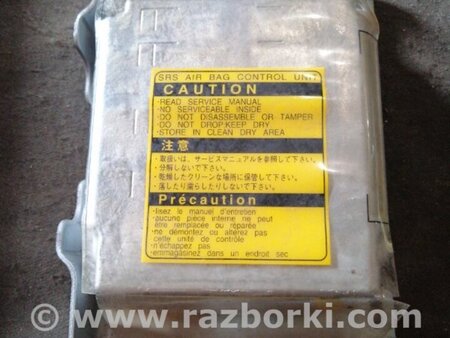 SRS AIR BAG CONTROL UNIT
CAUTION
・READ SERVICE MANUAL
・NO SERVICEABLE INSIDE
・DO NOT DISASSEMBLE OR TAMPER
・DO NOT DROP:KEEP DRY
・STORE IN CLEAN DRY AREA
注意
・取扱いは、サービスマニュアルを参照して下さい。
・分解しないで下さい。
・乾燥したクリーンな場所に保管して下さい。
・落したり濡らしたりしないで下さい。
Précaution
・lisez le manuel d'entretien
・aucune pièce interne ne peut
être remplacée ou réparée
・ne démontez ou altérez pas
cette unité de contrôle
・n'échappez pas
・emmagasinez dans un endroit sec
www.razborki.com